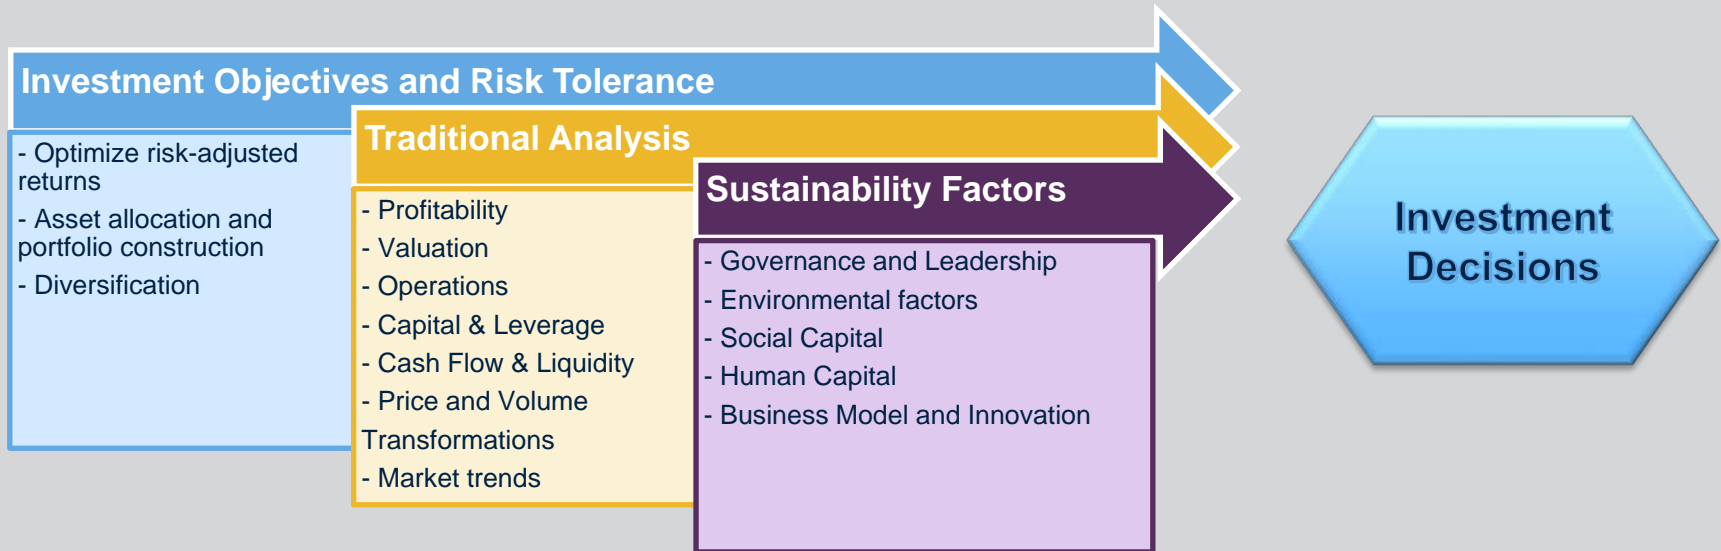 Investment Objectives and Risk Tolerance
- Optimize risk-adjusted
returns
- Asset allocation and
portfolio construction
- Diversification
Traditional Analysis
- Profitability
- Valuation
- Operations
- Capital & Leverage
- Cash Flow & Liquidity
- Price and Volume
Transformations
- Market trends
Sustainability Factors
- Governance and Leadership
- Environmental factors
- Social Capital
- Human Capital
- Business Model and Innovation
Investment
Decisions